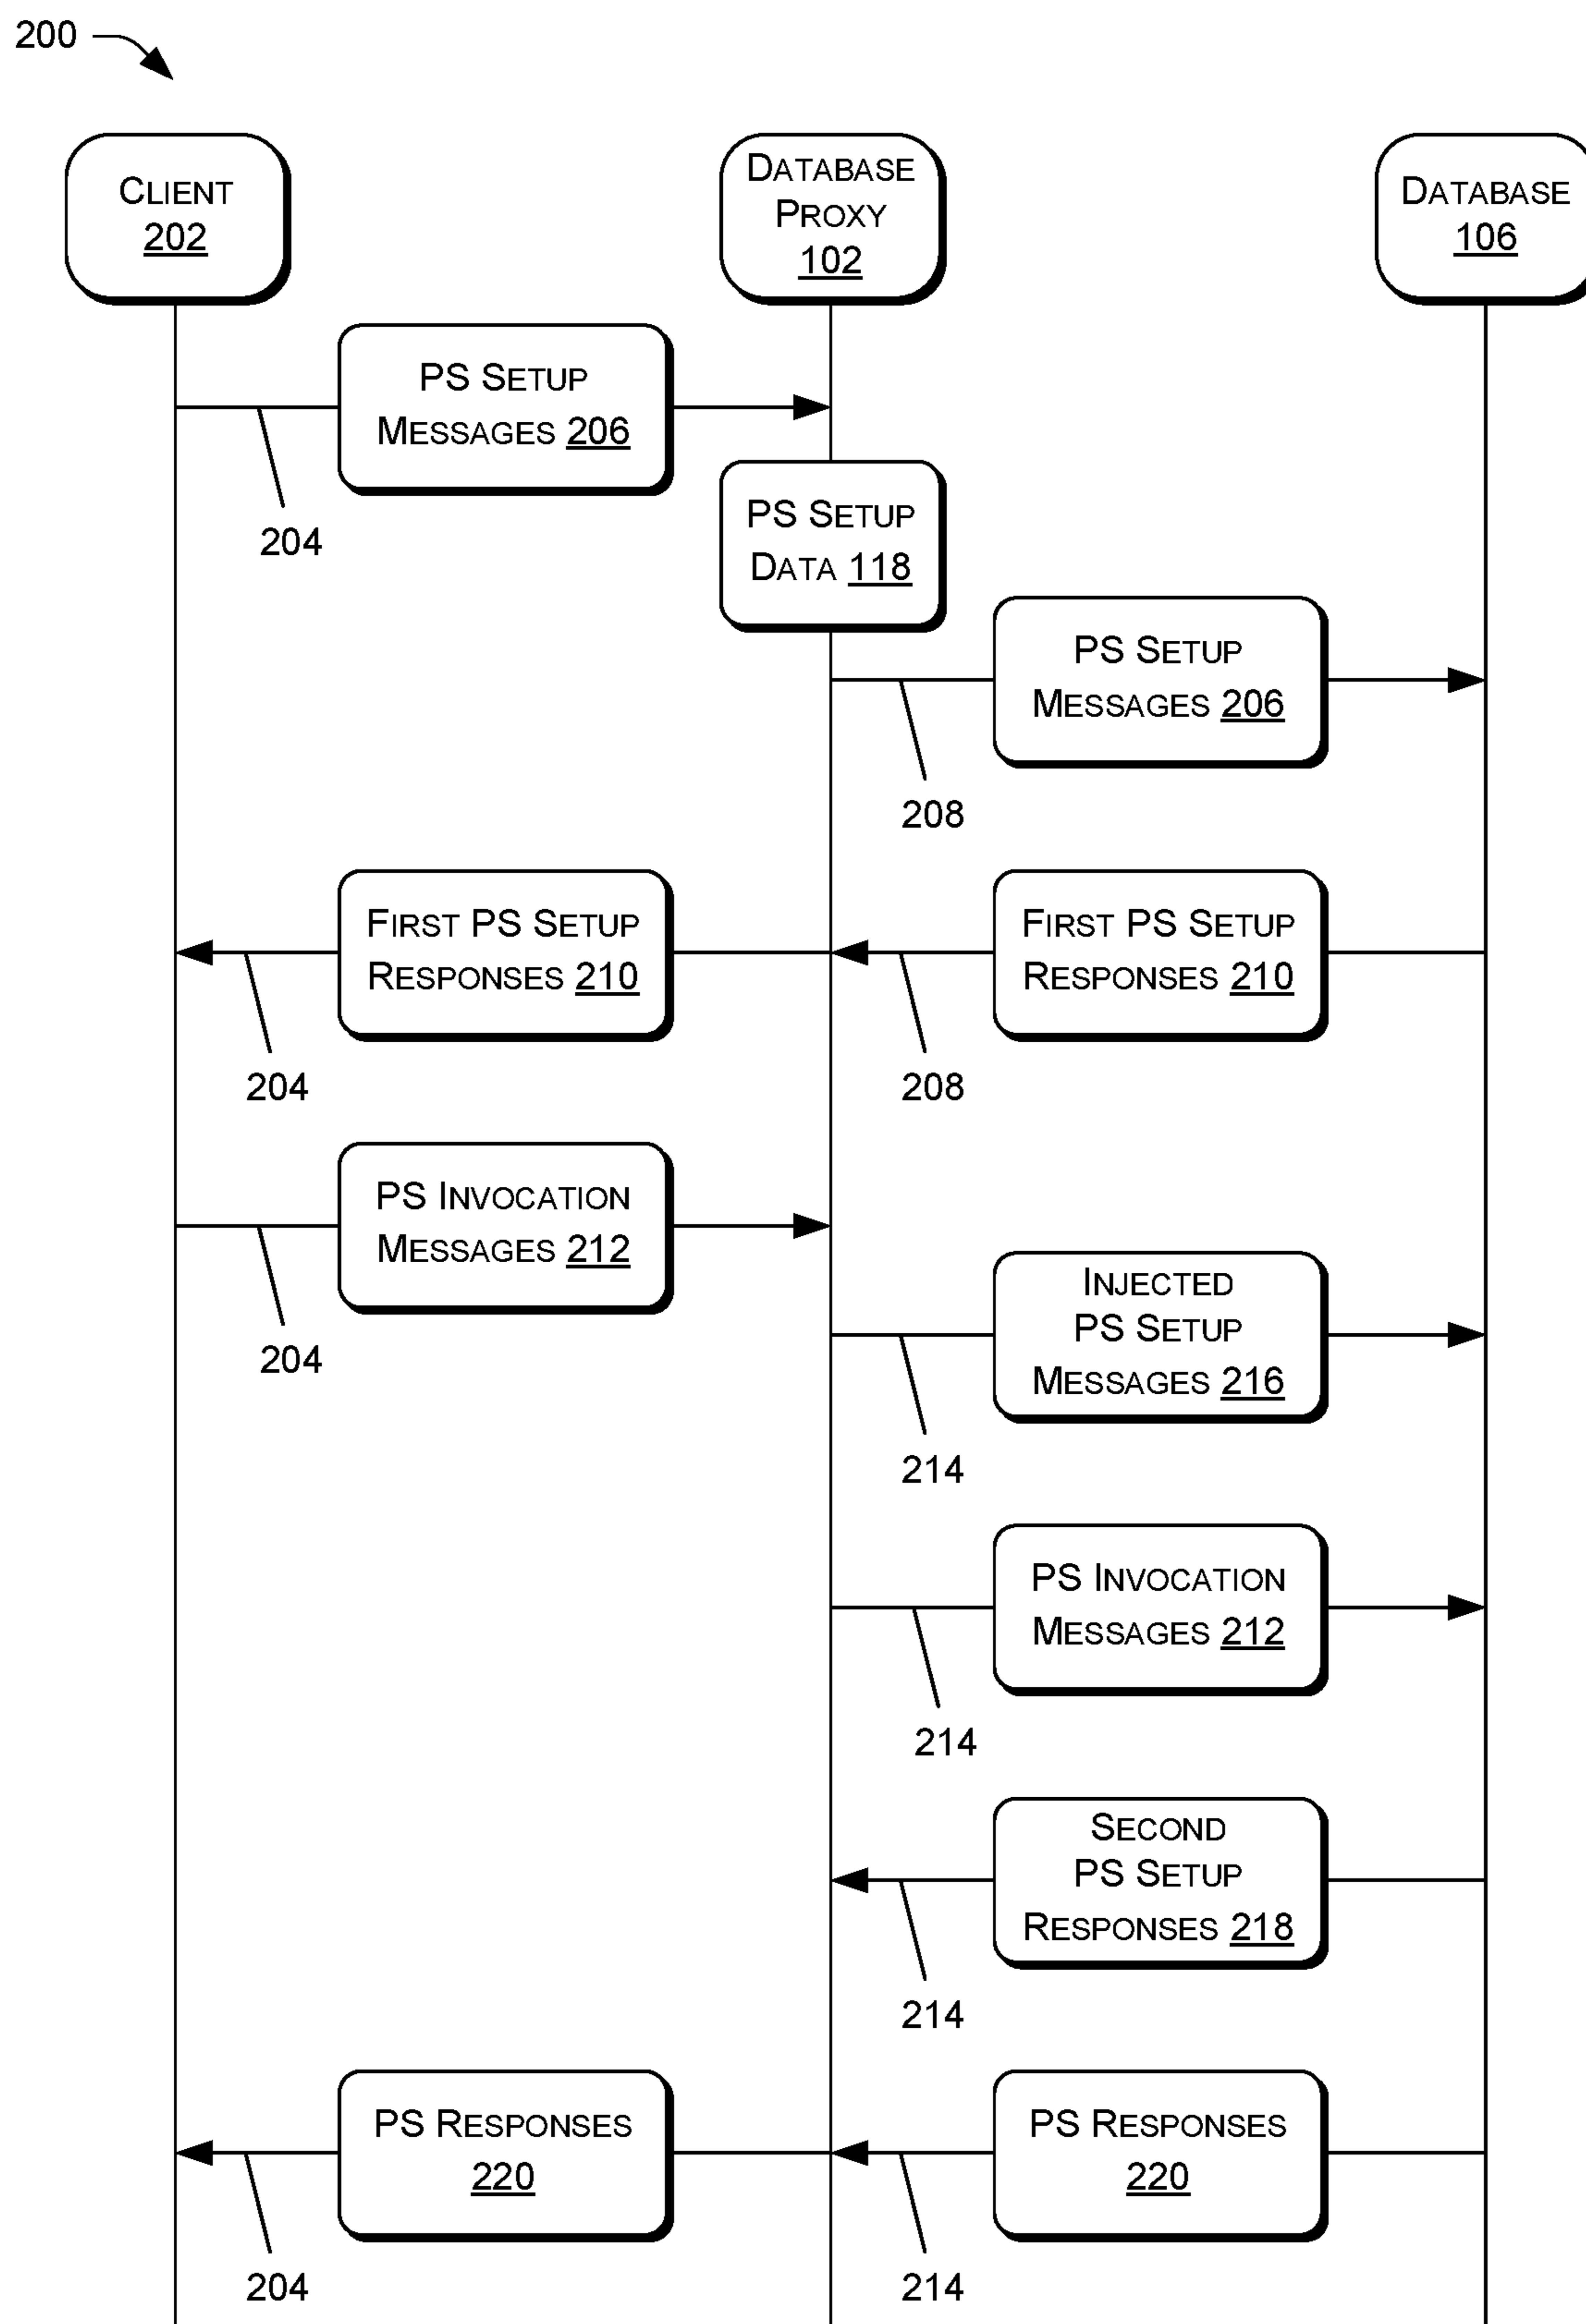 200
CLIENT
202
DATABASE
PROXY
102
DATABASE
106
PS SETUP
MESSAGES 206
204
PS SETUP
DATA 118
PS SETUP
MESSAGES 206
208
FIRST PS SETUP
RESPONSES 210
204
FIRST PS SETUP
RESPONSES 210
208
PS INVOCATION
MESSAGES 212
204
INJECTED
PS SETUP
MESSAGES 216
214
PS INVOCATION
MESSAGES 212
214
SECOND
PS SETUP
RESPONSES 218
214
PS RESPONSES
220
204
PS RESPONSES
220
214